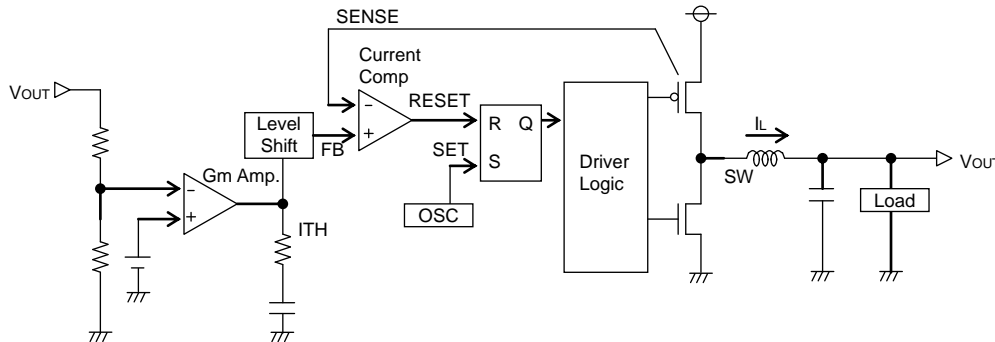 SENSE
Current
Comp
VOUT
RESET
Level
Shift
FB
R Q
S
SET
IL
Driver
Logic
VOUT
SW
Gm Amp.
Load
OSC
ITH
-
+
-
+